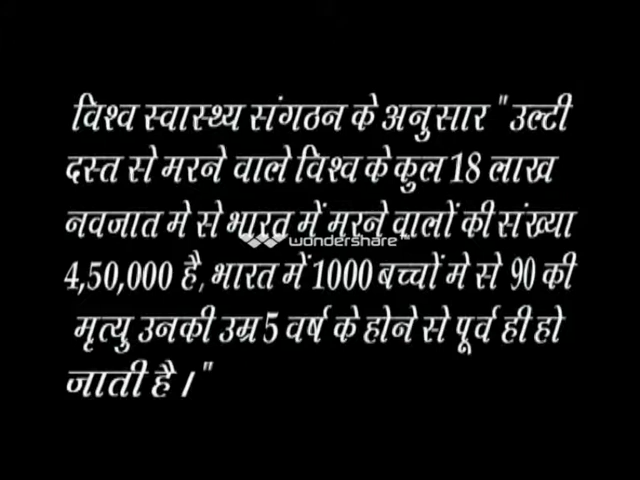 विश्व स्वास्थ्य संगठन के अनुसार " उल्टी
दस्त से मरने वाले विश्व के कुल 18 लाख
नवजात मे से भारत में मरने वालों की संख्या
wondershare™
4,50,000 है, भारत में 1000 बच्चों मे से 90 की
मृत्यु उनकी उम्र 5 वर्ष के होने से पूर्व ही हो
जाती है । "